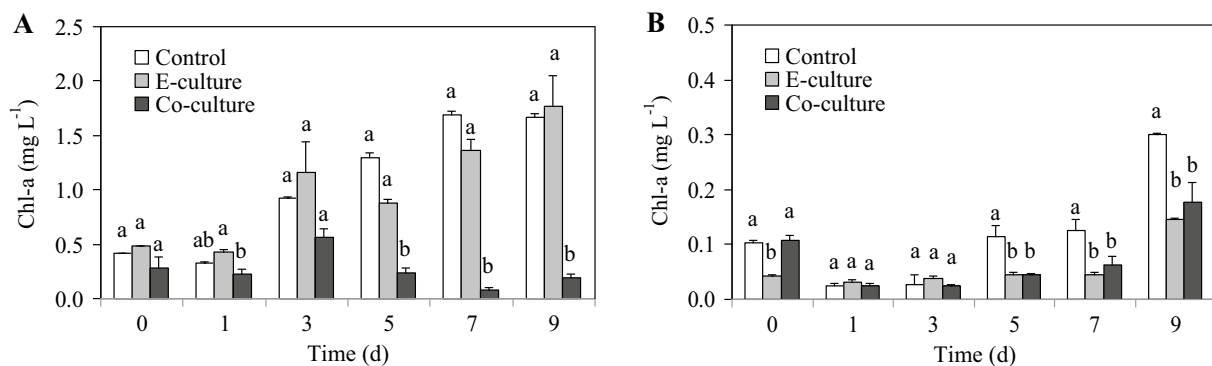 A
Chl-a (mg L⁻¹)
2.5
2.0
1.5
1.0
0.5
0.0
Control
E-culture
Co-culture
a a a
ab a b
a a a
a a b
a a b
a a b
0 1 3 5 7 9
Time (d)
B
Chl-a (mg L⁻¹)
0.5
0.4
0.3
0.2
0.1
0.0
Control
E-culture
Co-culture
a b a
a a a
a a a
a b b
a b b
a b b
0 1 3 5 7 9
Time (d)